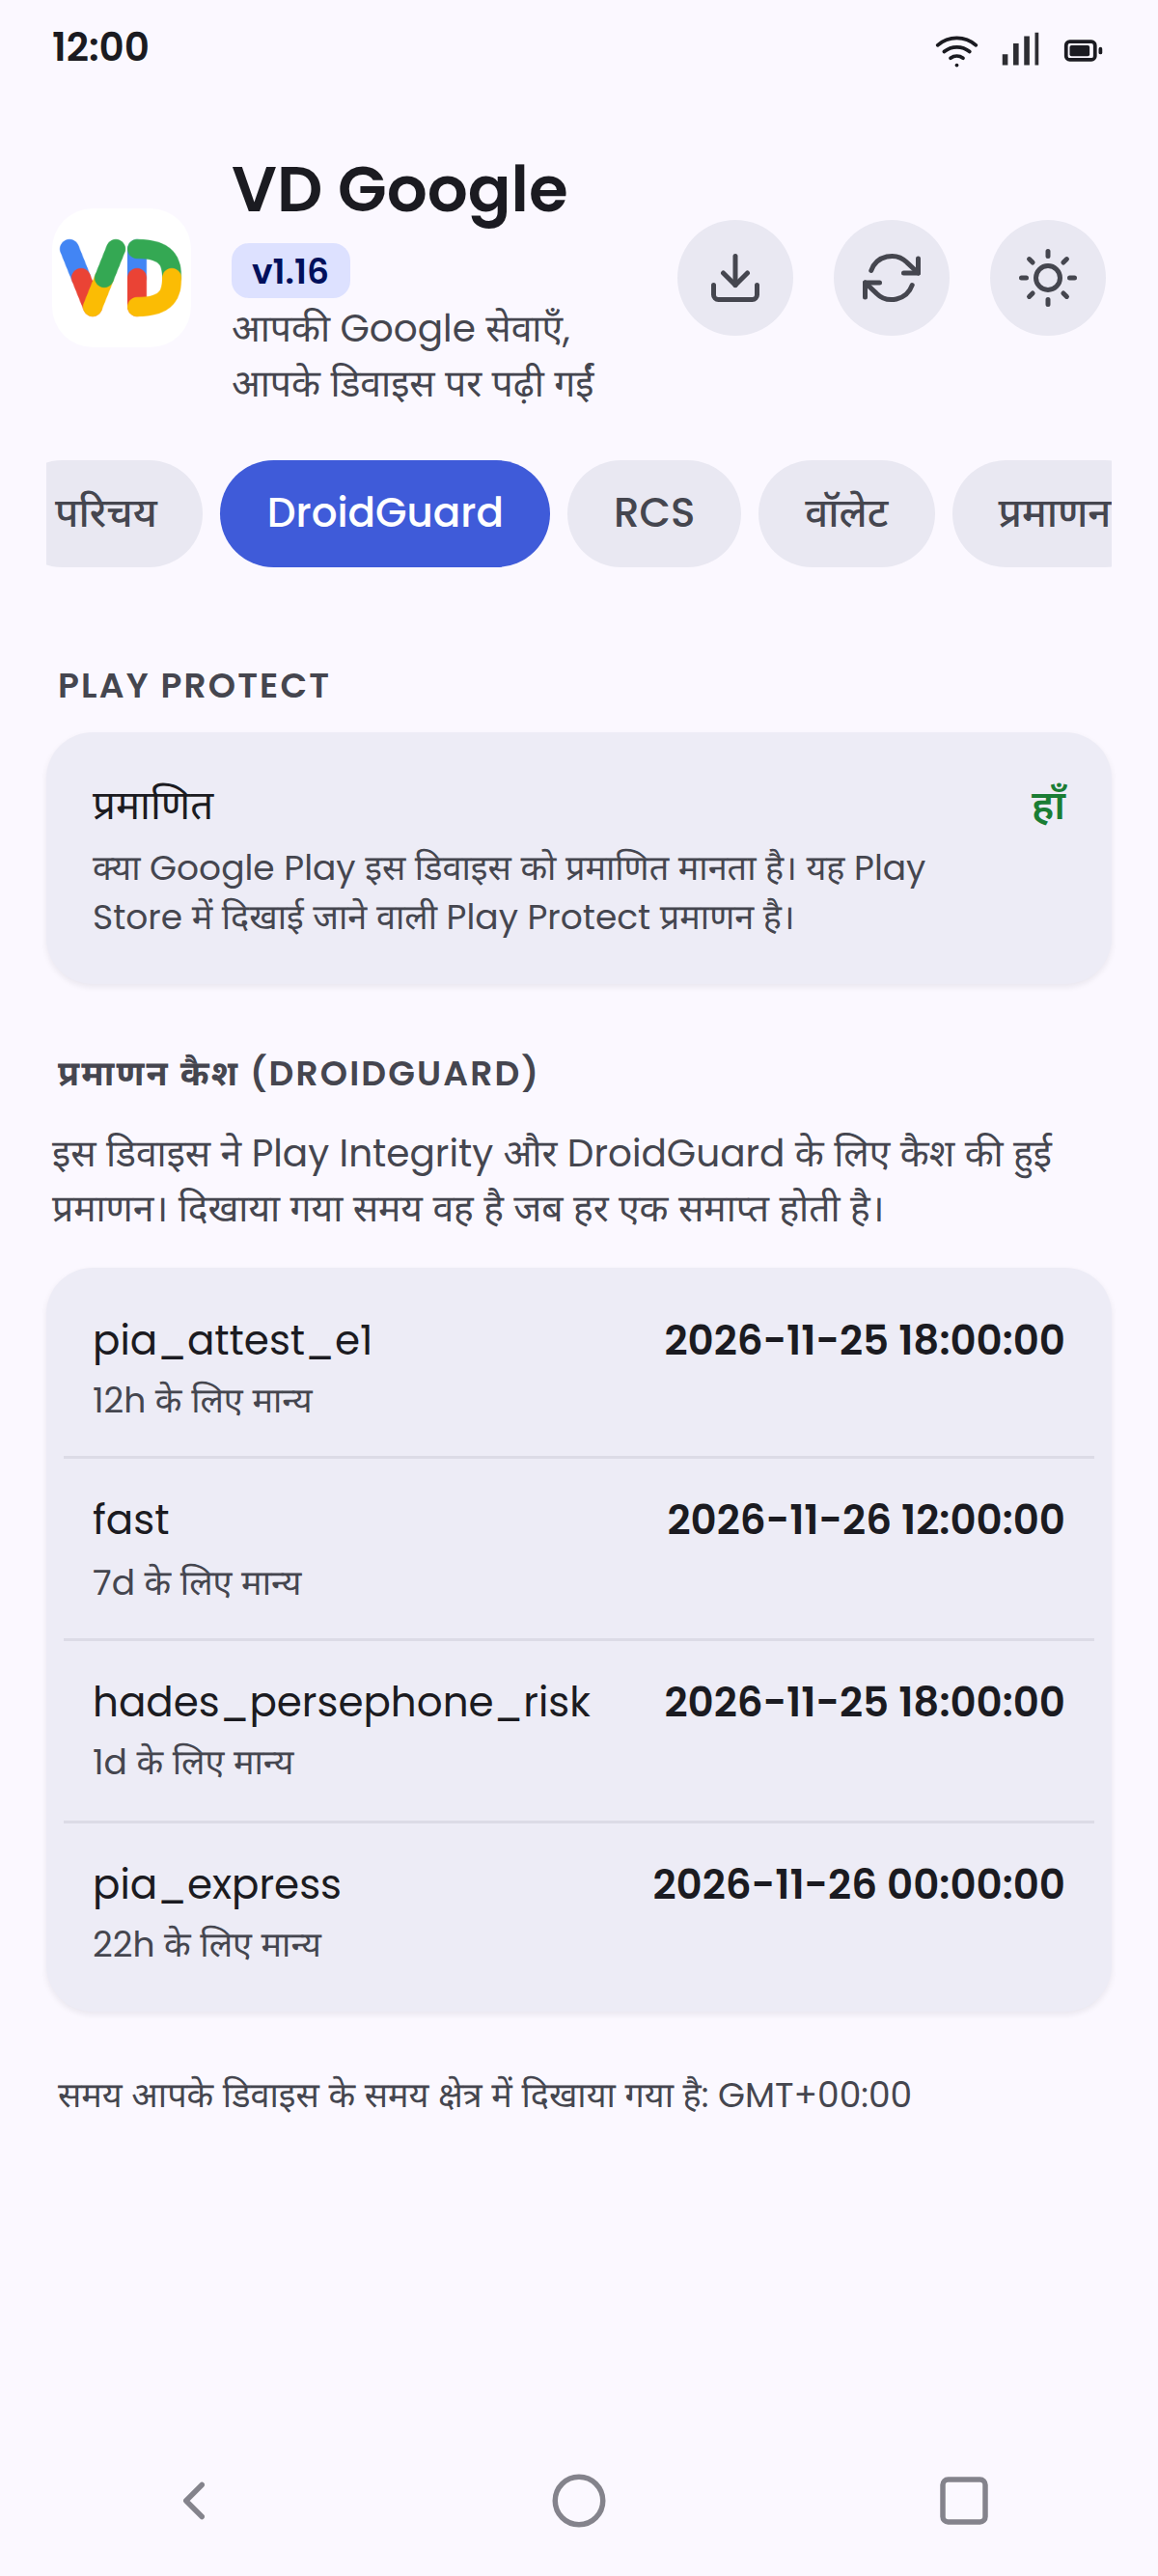 12:00
VD
VD Google
v1.16
आपकी Google सेवाएँ,
आपके डिवाइस पर पढ़ी गईं
परिचय
DroidGuard
RCS
वॉलेट
प्रमाणन
PLAY PROTECT
प्रमाणित
हाँ
क्या Google Play इस डिवाइस को प्रमाणित मानता है। यह Play
Store में दिखाई जाने वाली Play Protect प्रमाणन है।
प्रमाणन कैश (DROIDGUARD)
इस डिवाइस ने Play Integrity और DroidGuard के लिए कैश की हुई
प्रमाणन। दिखाया गया समय वह है जब हर एक समाप्त होती है।
pia_attest_e1
2026-11-25 18:00:00
12h के लिए मान्य
fast
2026-11-26 12:00:00
7d के लिए मान्य
hades_persephone_risk
2026-11-25 18:00:00
1d के लिए मान्य
pia_express
2026-11-26 00:00:00
22h के लिए मान्य
समय आपके डिवाइस के समय क्षेत्र में दिखाया गया है: GMT+00:00